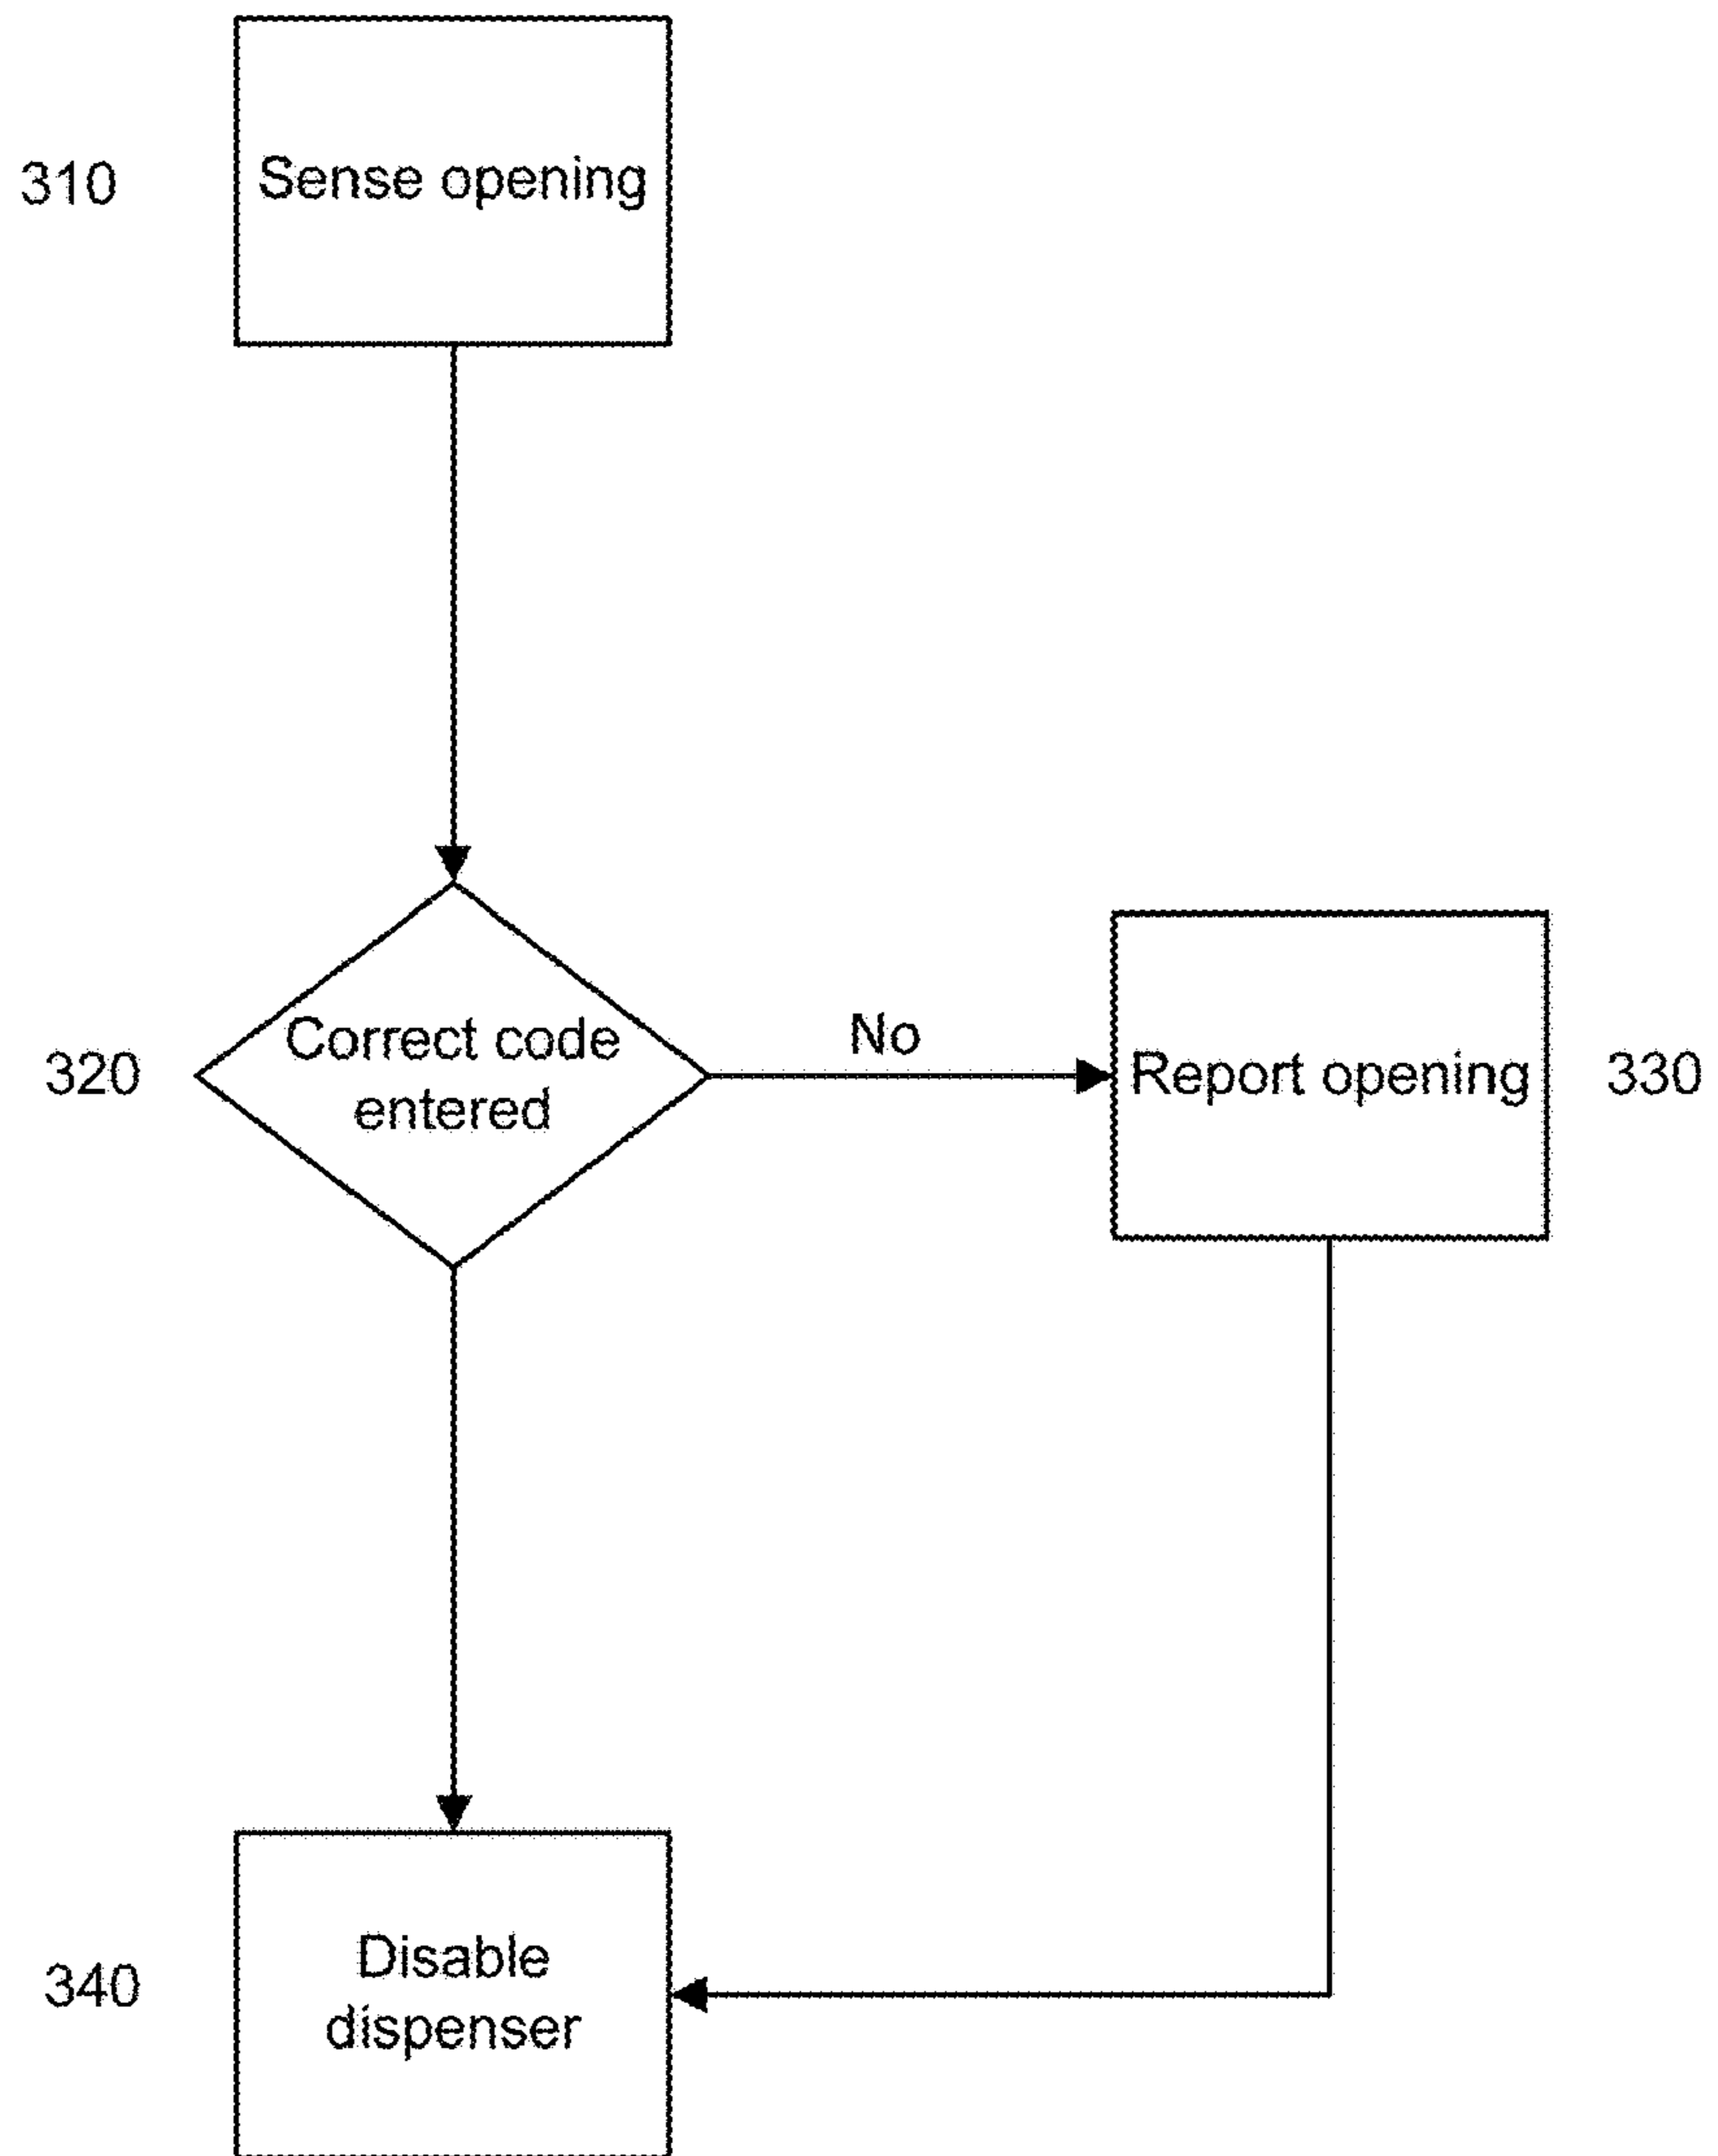 310
Sense opening
320
Correct code
entered
No
Report opening
330
340
Disable
dispenser